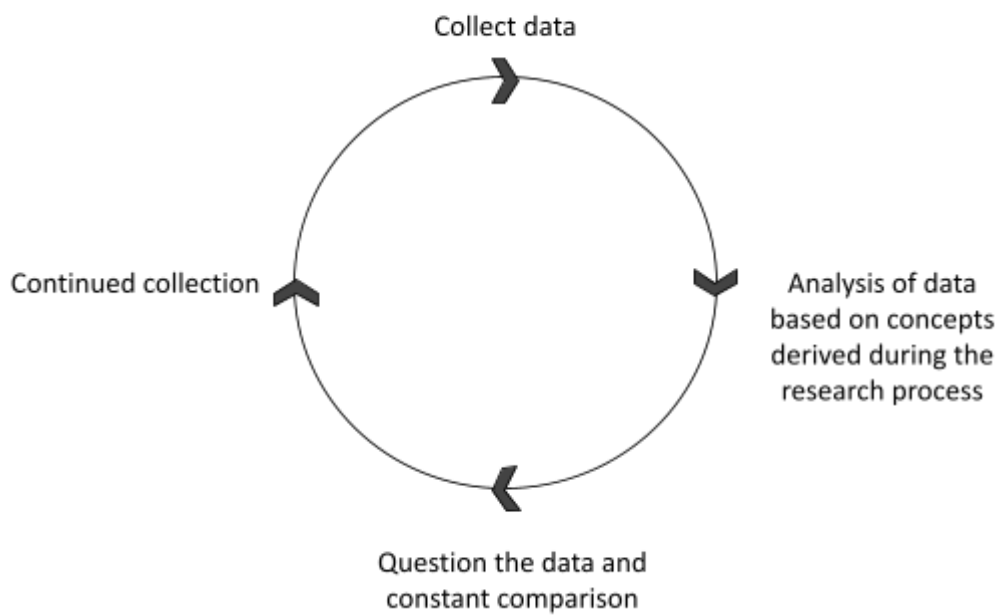 Collect data
Continued collection
Analysis of data
based on concepts
derived during the
research process
Question the data and
constant comparison